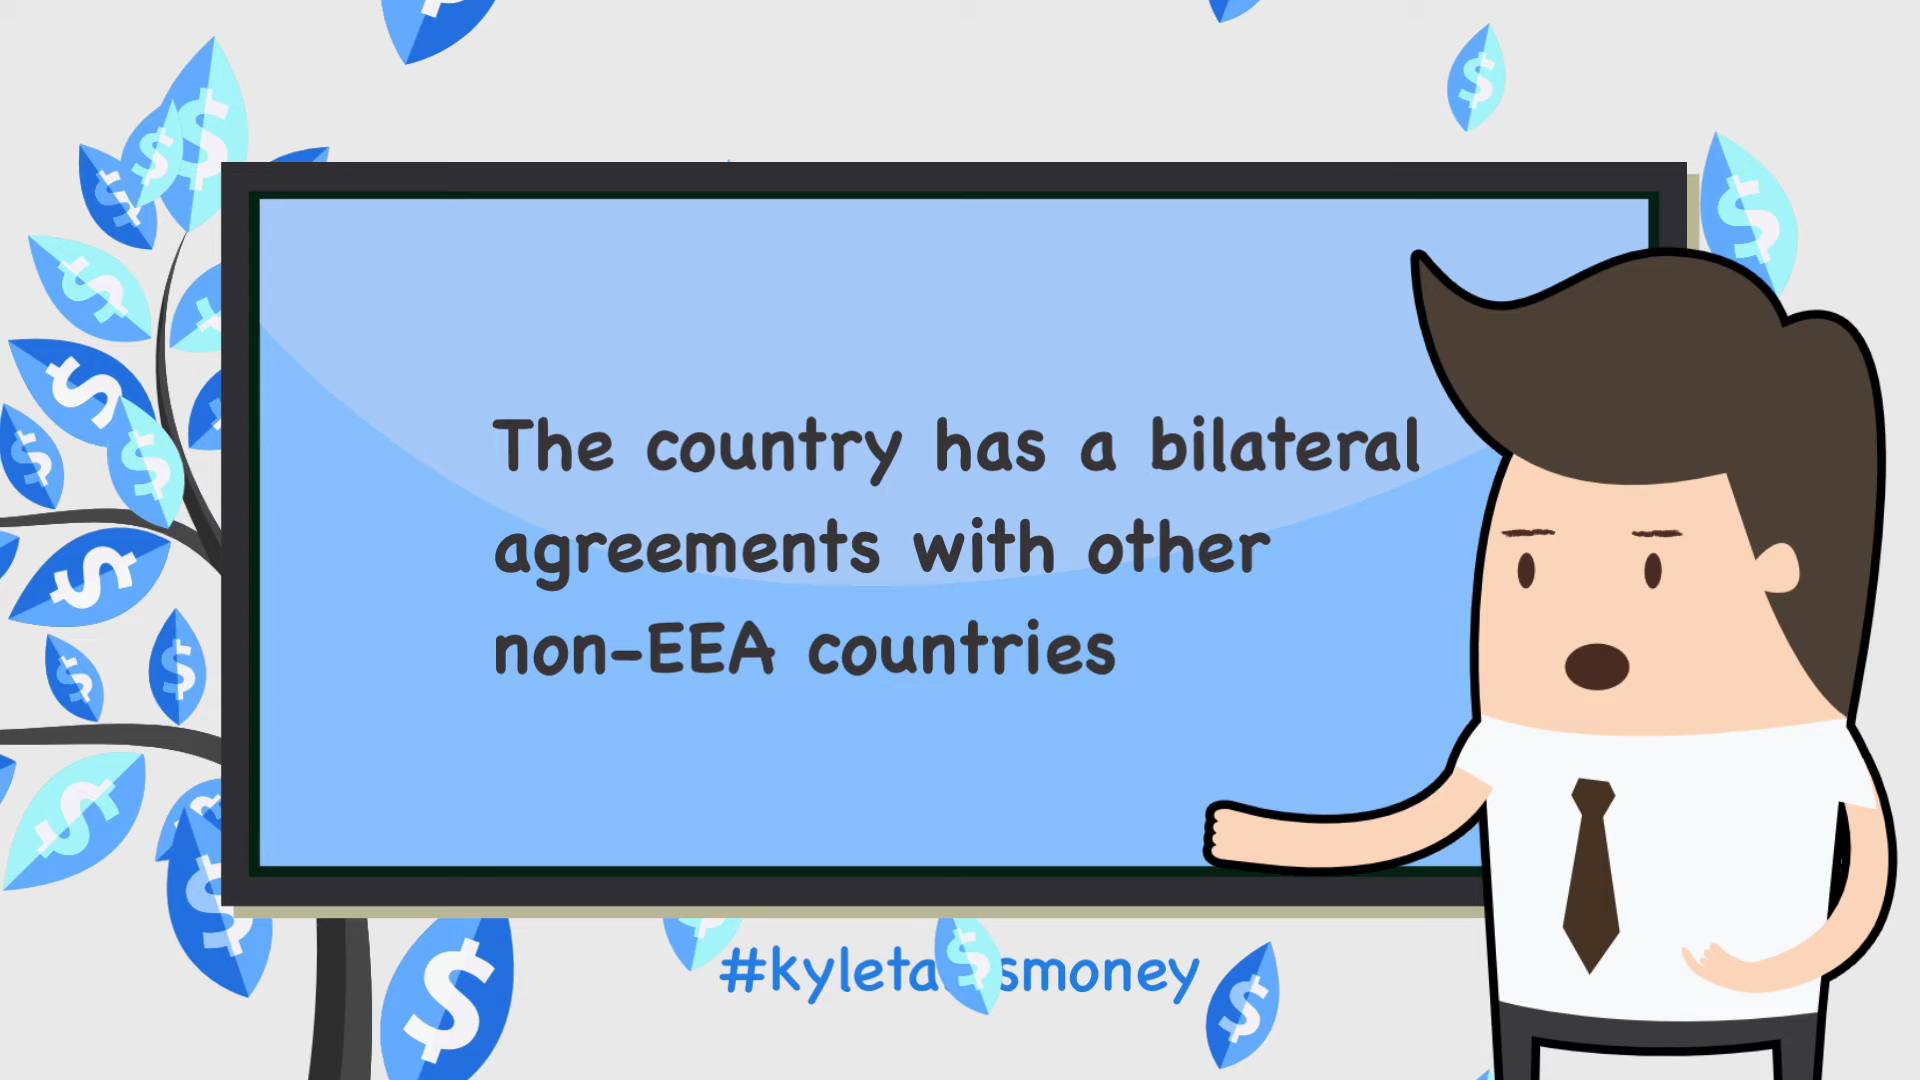 The country has a bilateral
agreements with other
non-EEA countries